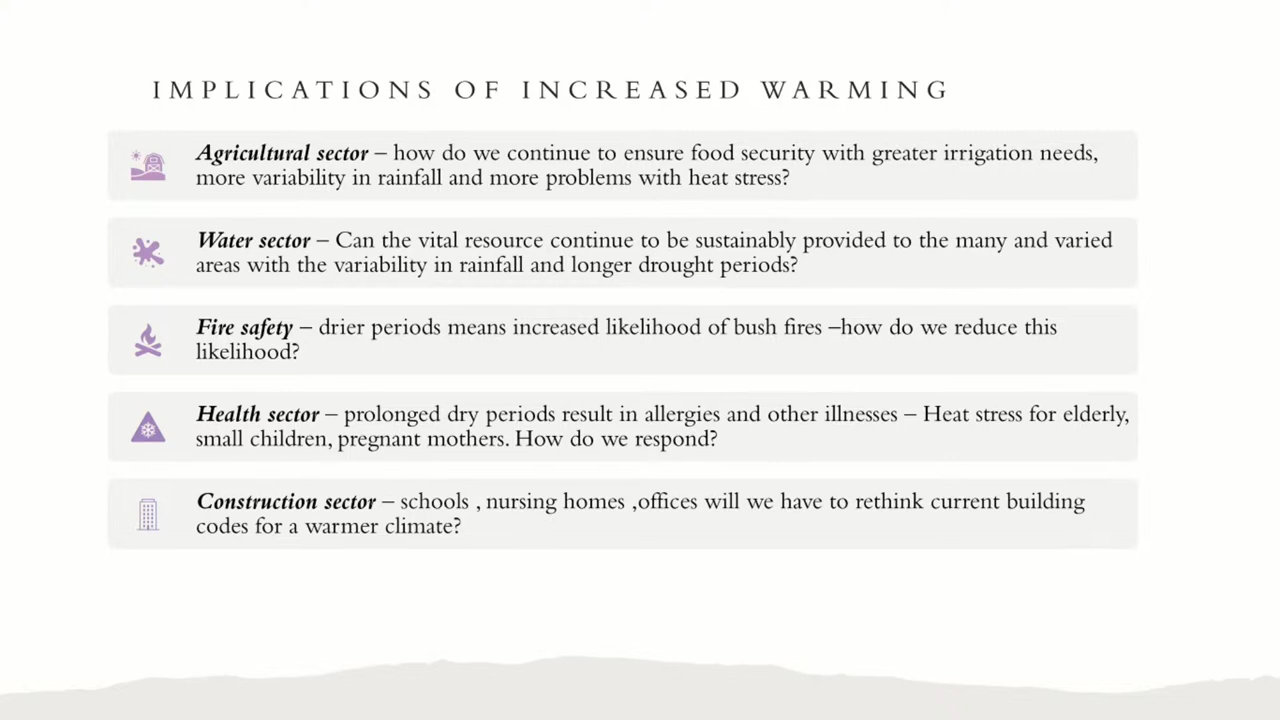 IMPLICATIONS OF INCREASED WARMING
Agricultural sector – how do we continue to ensure food security with greater irrigation needs,
more variability in rainfall and more problems with heat stress?
Water sector – Can the vital resource continue to be sustainably provided to the many and varied
areas with the variability in rainfall and longer drought periods?
Fire safety – drier periods means increased likelihood of bush fires –how do we reduce this
likelihood?
Health sector – prolonged dry periods result in allergies and other illnesses – Heat stress for elderly,
small children, pregnant mothers. How do we respond?
Construction sector – schools , nursing homes ,offices will we have to rethink current building
codes for a warmer climate?